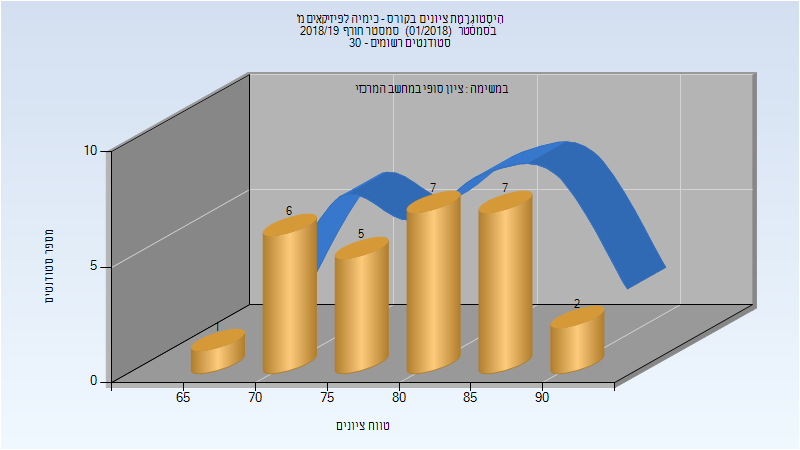 היסטוגרמת ציונים בקורס - כימיה לפיזיקאים מ'
בסמסטר (01/2018) סמסטר חורף 2018/19
סטודנטים רשומים - 30
במשימה : ציון סופי במחשב המרכזי
10
5
0
מספר סטודנטים
1
6
5
7
7
2
65
70
75
80
85
90
טווח ציונים